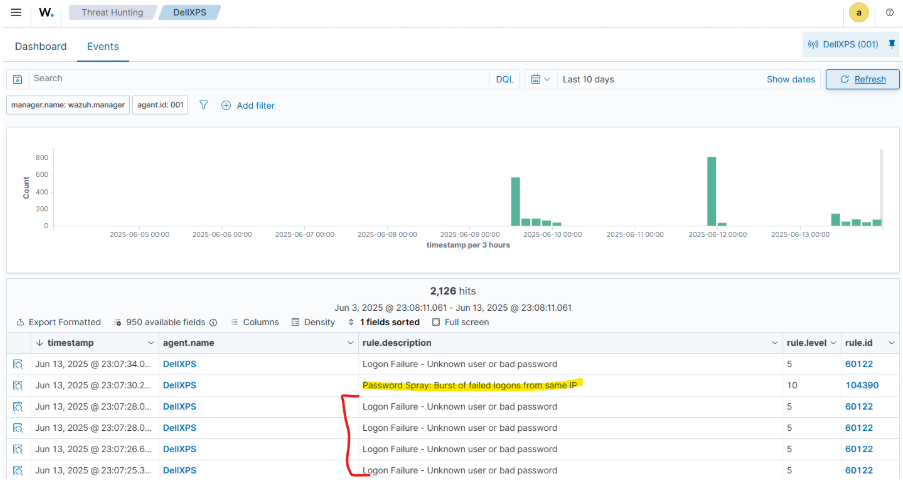 W. Threat Hunting DellXPS a
Dashboard Events DellXPS (001)
Search DQL Last 10 days Show dates Refresh
manager.name: wazuh.manager agent.id: 001 Add filter
800
600
400
200
0
Count
2025-06-05 00:00 2025-06-06 00:00 2025-06-07 00:00 2025-06-08 00:00 2025-06-09 00:00 2025-06-10 00:00 2025-06-11 00:00 2025-06-12 00:00 2025-06-13 00:00
timestamp per 3 hours
2,126 hits
Jun 3, 2025 @ 23:08:11.061 - Jun 13, 2025 @ 23:08:11.061
Export Formatted 950 available fields Columns Density 1 fields sorted Full screen
timestamp agent.name rule.description rule.level rule.id
Jun 13, 2025 @ 23:07:34.0... DellXPS Logon Failure - Unknown user or bad password 5 60122
Jun 13, 2025 @ 23:07:30.2... DellXPS Password Spray: Burst of failed logons from same IP 10 104390
Jun 13, 2025 @ 23:07:28.0... DellXPS Logon Failure - Unknown user or bad password 5 60122
Jun 13, 2025 @ 23:07:28.0... DellXPS Logon Failure - Unknown user or bad password 5 60122
Jun 13, 2025 @ 23:07:26.6... DellXPS Logon Failure - Unknown user or bad password 5 60122
Jun 13, 2025 @ 23:07:25.3... DellXPS Logon Failure - Unknown user or bad password 5 60122